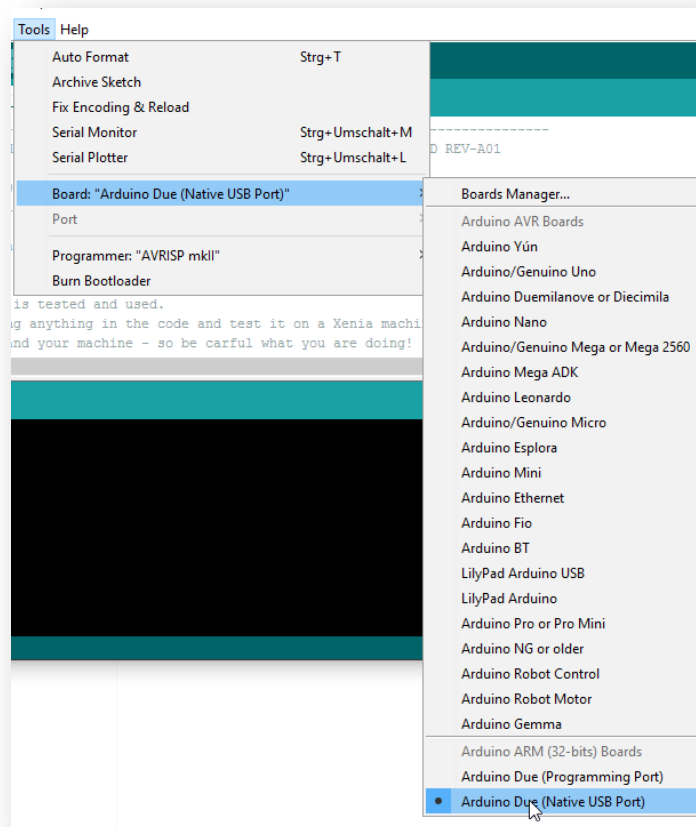 Tools Help
Auto Format Strg+T
Archive Sketch
Fix Encoding & Reload
Serial Monitor Strg+Umschalt+M
Serial Plotter Strg+Umschalt+L
Board: "Arduino Due (Native USB Port)"
Port
Programmer: "AVRISP mkII"
Burn Bootloader
D REV-A01
is tested and used.
ng anything in the code and test it on a Xenia machi
and your machine - so be carful what you are doing!
Boards Manager...
Arduino AVR Boards
Arduino Yún
Arduino/Genuino Uno
Arduino Duemilanove or Diecimila
Arduino Nano
Arduino/Genuino Mega or Mega 2560
Arduino Mega ADK
Arduino Leonardo
Arduino/Genuino Micro
Arduino Esplora
Arduino Mini
Arduino Ethernet
Arduino Fio
Arduino BT
LilyPad Arduino USB
LilyPad Arduino
Arduino Pro or Pro Mini
Arduino NG or older
Arduino Robot Control
Arduino Robot Motor
Arduino Gemma
Arduino ARM (32-bits) Boards
Arduino Due (Programming Port)
Arduino Due (Native USB Port)